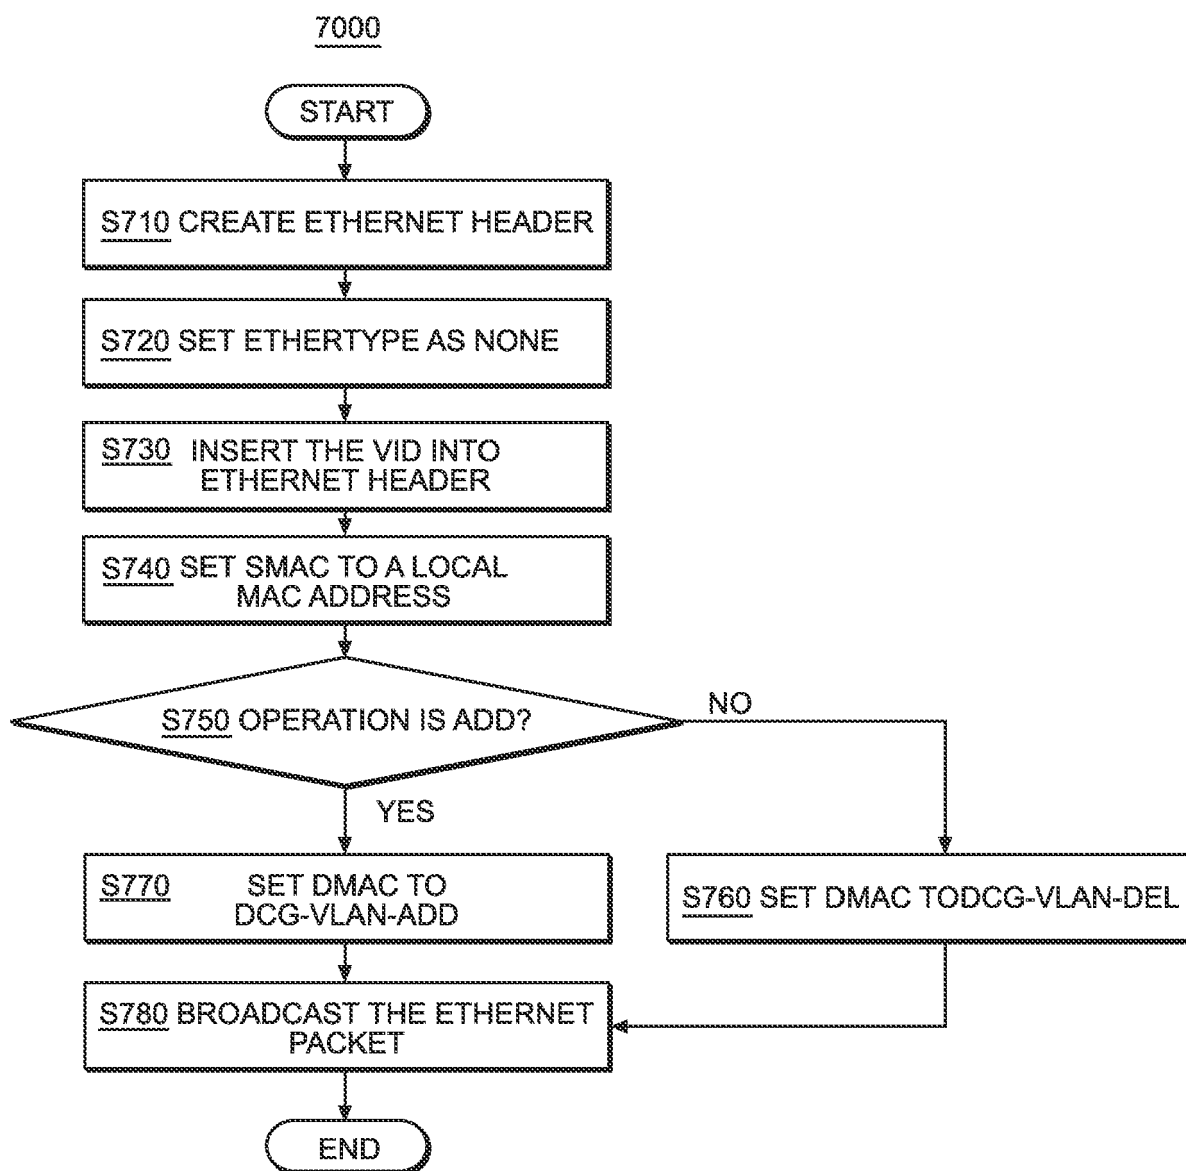 7000
START
S710 CREATE ETHERNET HEADER
S720 SET ETHERTYPE AS NONE
S730 INSERT THE VID INTO
ETHERNET HEADER
S740 SET SMAC TO A LOCAL
MAC ADDRESS
S750 OPERATION IS ADD?
NO
YES
S770 SET DMAC TO
DCG-VLAN-ADD
S760 SET DMAC TODCG-VLAN-DEL
S780 BROADCAST THE ETHERNET
PACKET
END